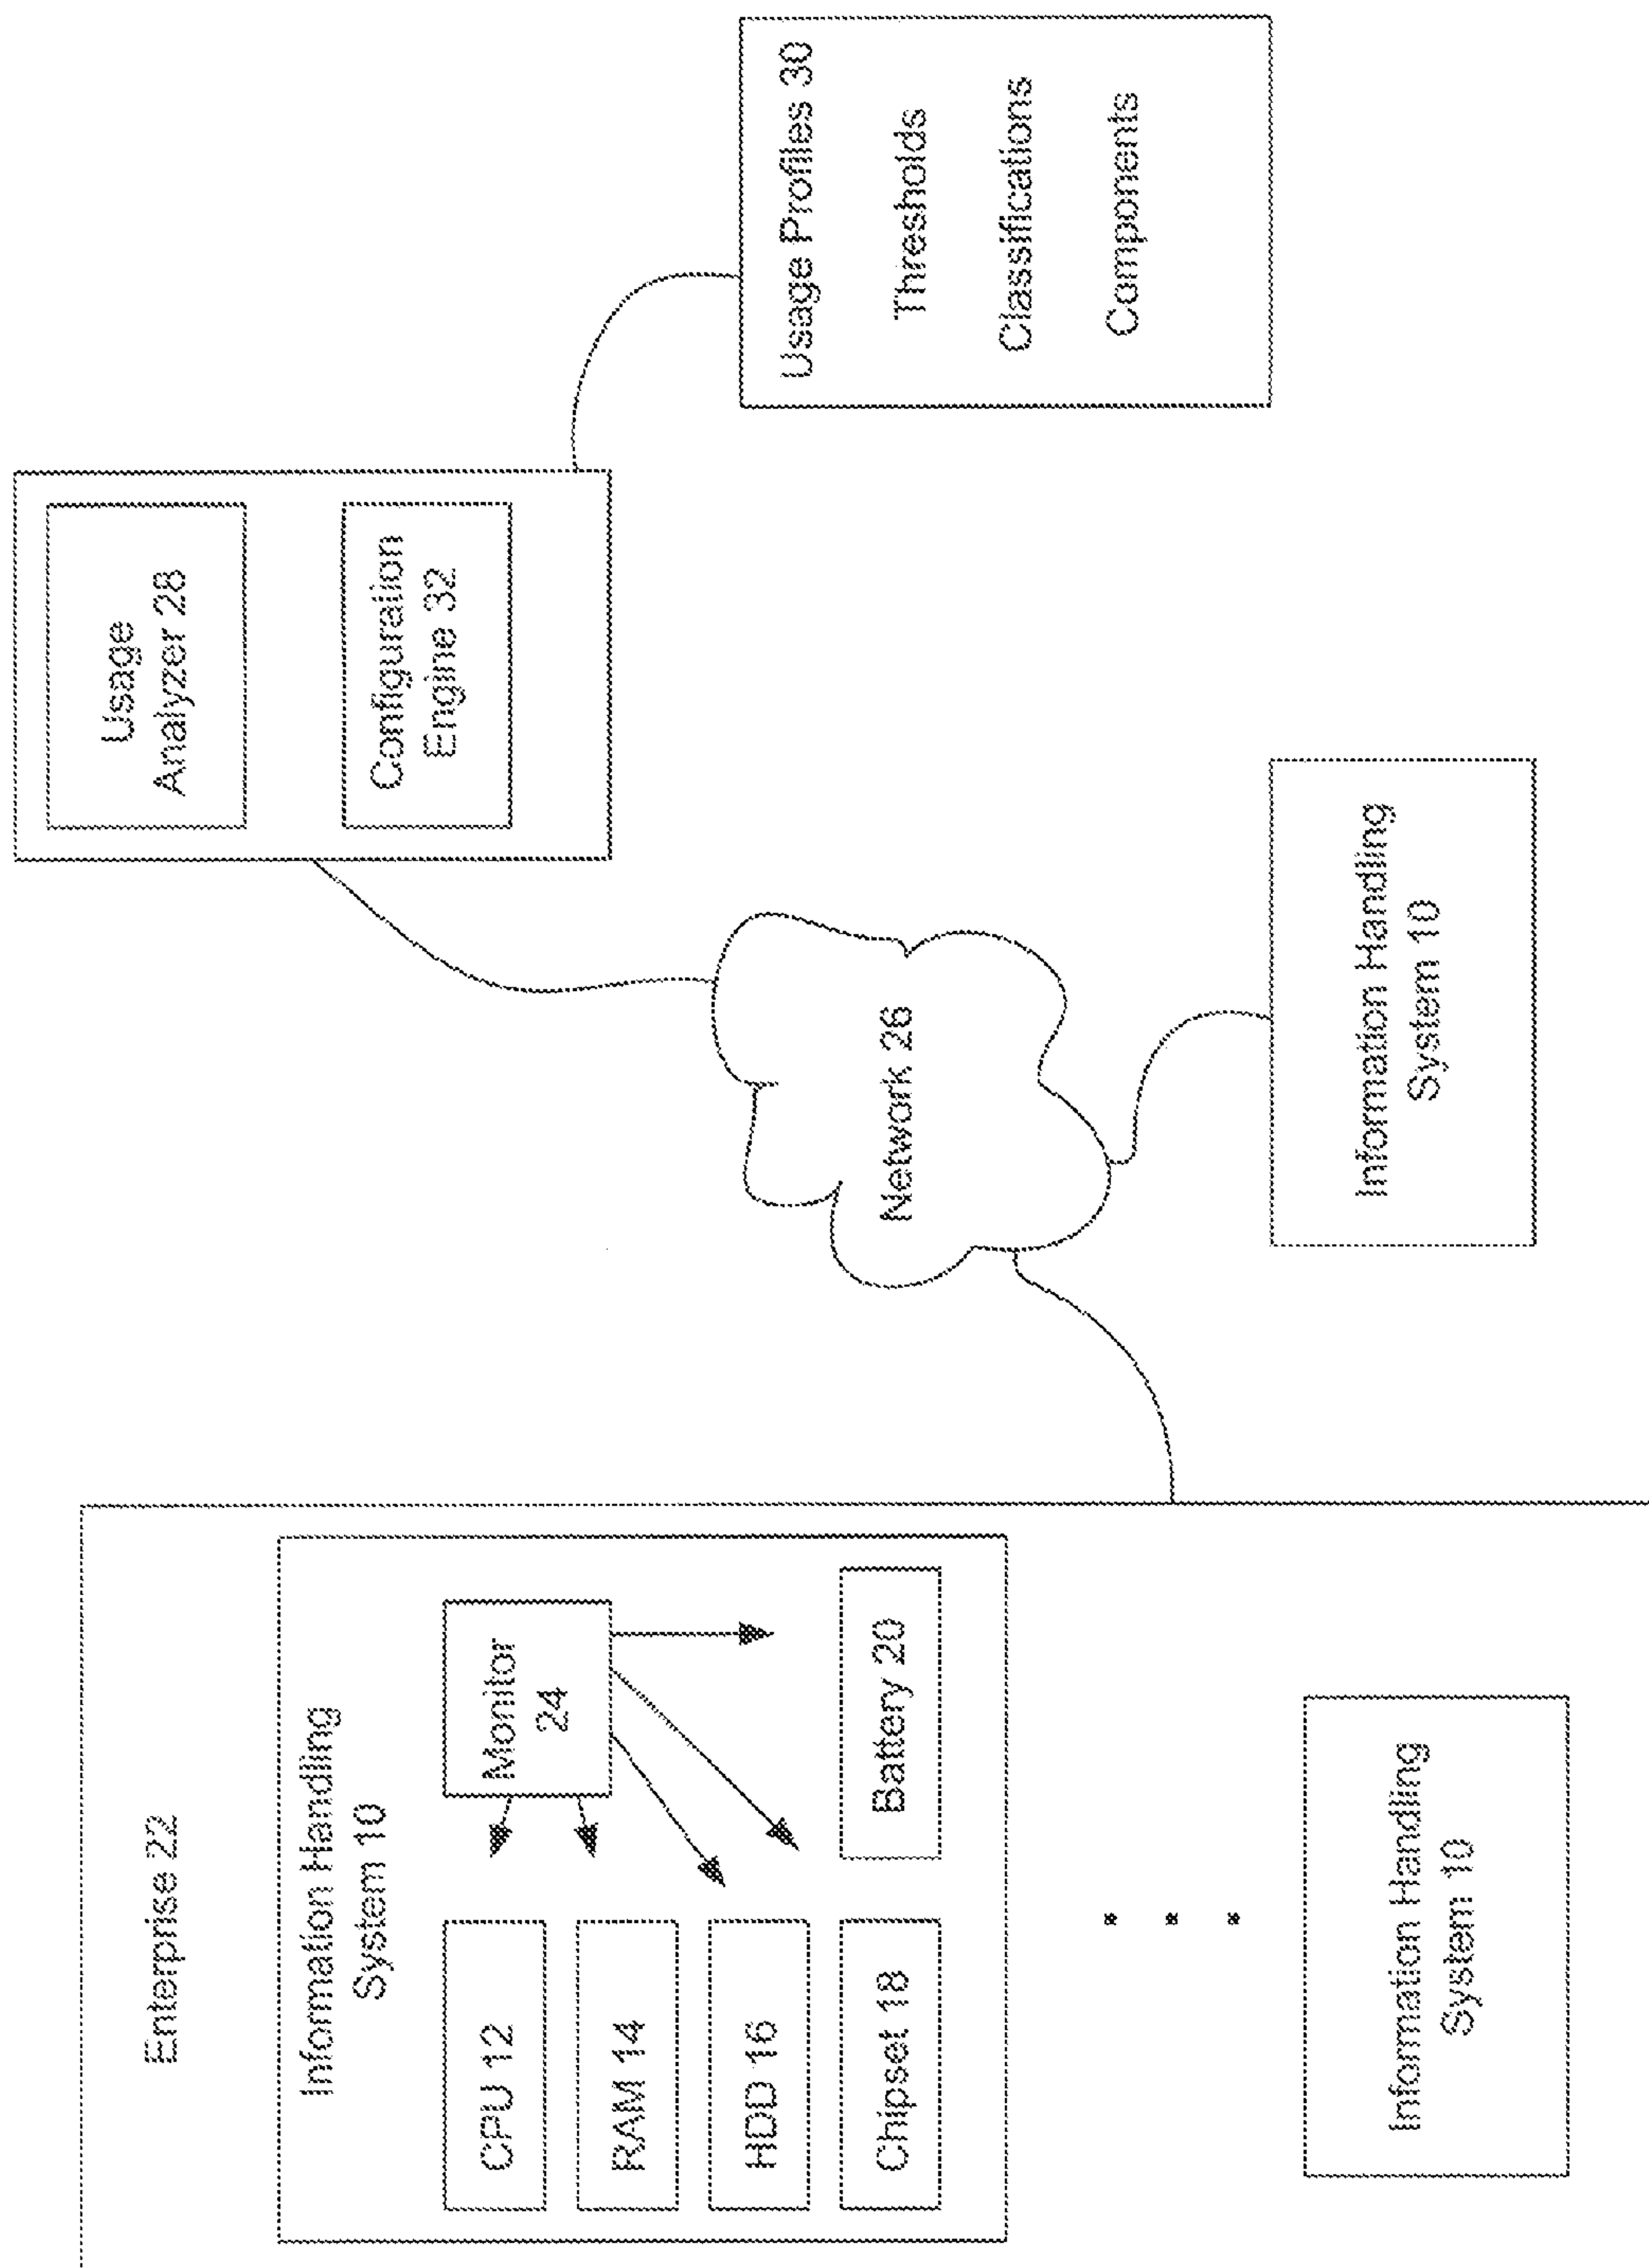 Enterprise 22
Information Handling
System 10
CPU 12
RAM 14
HDD 16
Chipset 18
Monitor
24
Battery 20
Information Handling
System 10
Network 26
Information Handling
System 10
Usage
Analyzer 28
Configuration
Engine 32
Usage Profiles 30
Thresholds
Classifications
Components